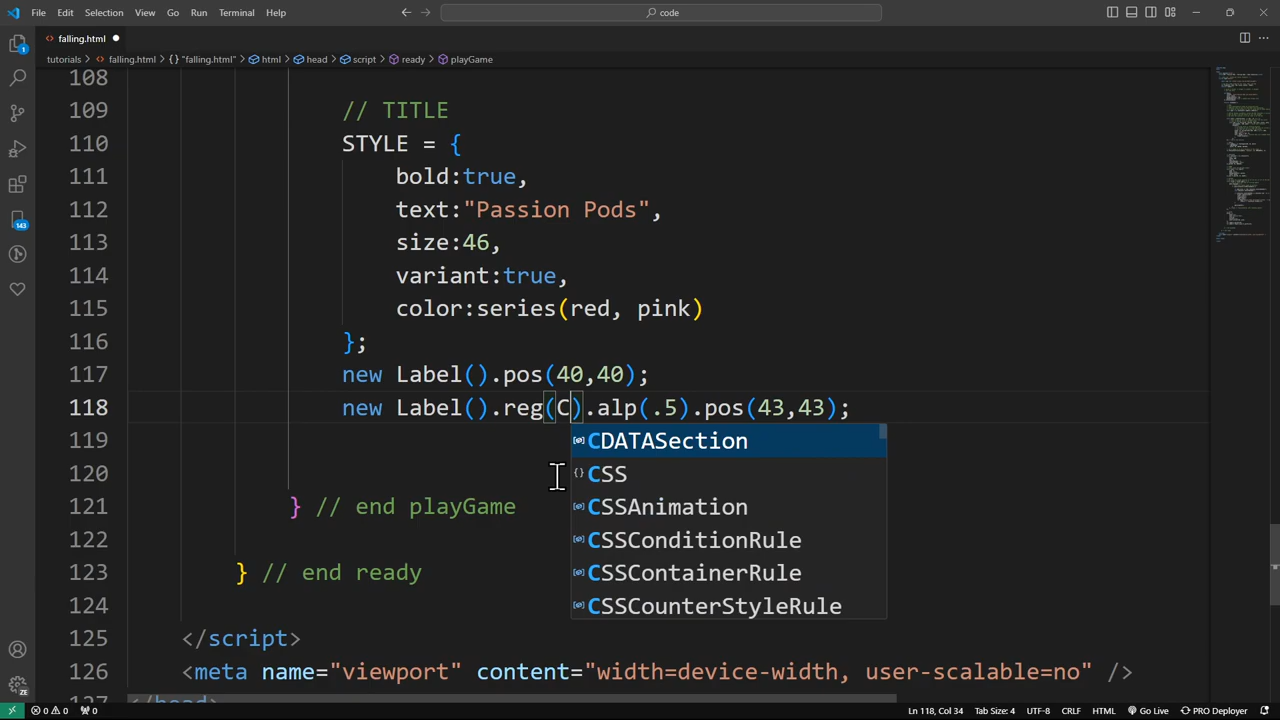 File Edit Selection View Go Run Terminal Help
code
<> falling.html
tutorials > <> falling.html > {} "falling.html" > html > head > script > ready > playGame
108
109 // TITLE
110 STYLE = {
111 bold:true,
112 text:"Passion Pods",
113 size:46,
114 variant:true,
115 color:series(red, pink)
116 };
117 new Label().pos(40,40);
118 new Label().reg(C).alp(.5).pos(43,43);
119
CDATASection
120
CSS
121 } // end playGame
CSSAnimation
122
CSSConditionRule
123 } // end ready
CSSContainerRule
124
CSSCounterStyleRule
125 </script>
126 <meta name="viewport" content="width=device-width, user-scalable=no" />
127 </head>
1
143
ZE
0 0 0 Ln 118, Col 34 Tab Size: 4 UTF-8 CRLF HTML Go Live PRO Deployer